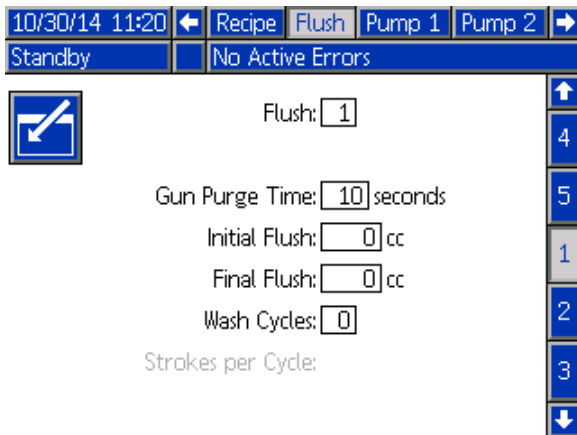 10/30/14 11:20 Recipe Flush Pump 1 Pump 2
Standby No Active Errors
Flush: 1
4
Gun Purge Time: 10 seconds
5
Initial Flush: 0 cc
1
Final Flush: 0 cc
Wash Cycles: 0
2
Strokes per Cycle:
3